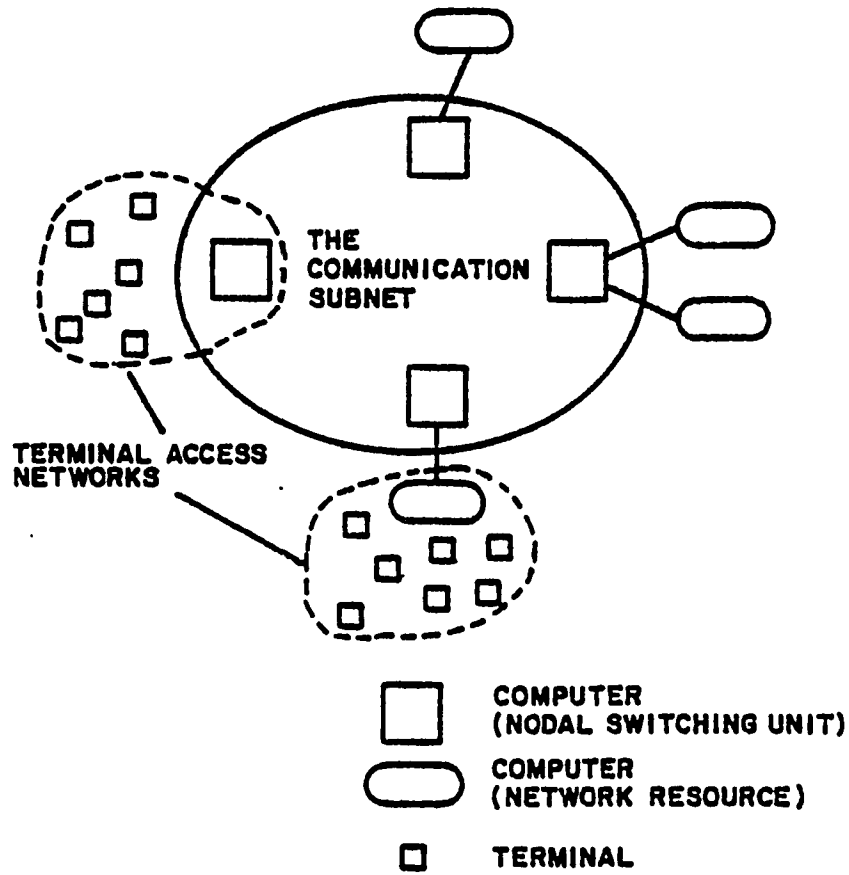 THE
COMMUNICATION
SUBNET
TERMINAL ACCESS
NETWORKS
COMPUTER
(NODAL SWITCHING UNIT)
COMPUTER
(NETWORK RESOURCE)
TERMINAL